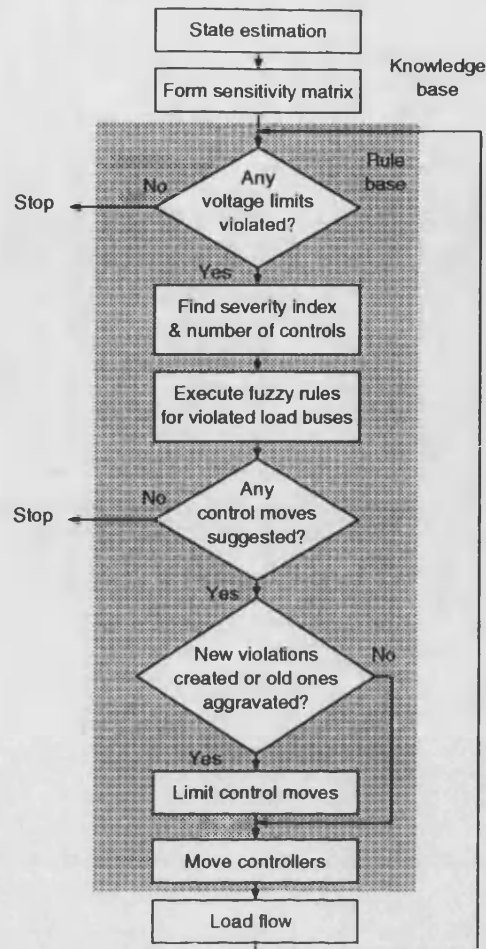 State estimation
Form sensitivity matrix
Knowledge
base
Rule
base
Any
voltage limits
violated?
No
Stop
Yes
Find severity index
& number of controls
Execute fuzzy rules
for violated load buses
Any
control moves
suggested?
No
Stop
Yes
New violations
created or old ones
aggravated?
No
Yes
Limit control moves
Move controllers
Load flow